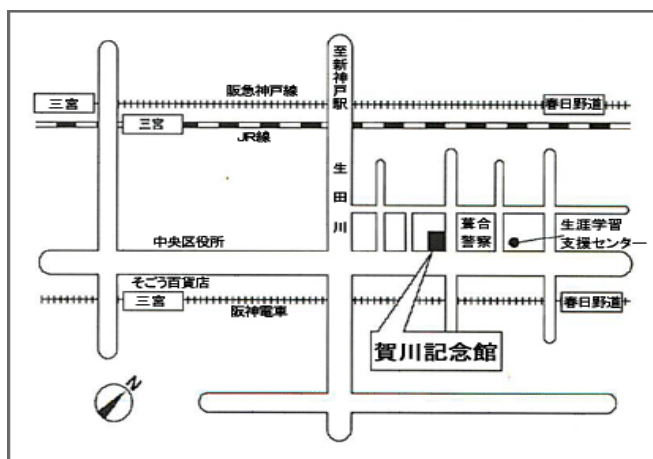 至新神戸駅
阪急神戸線
三宮
春日野道
三宮
JR線
生田川
葺合
警察
生涯学習
支援センター
中央区役所
そごう百貨店
三宮
阪神電車
春日野道
賀川記念館
N